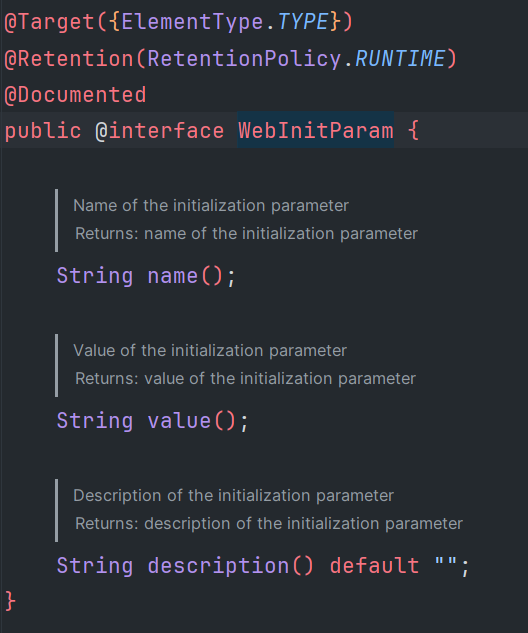 @Target({ElementType.TYPE})
@Retention(RetentionPolicy.RUNTIME)
@Documented
public @interface WebInitParam {
Name of the initialization parameter
Returns: name of the initialization parameter
String name();
Value of the initialization parameter
Returns: value of the initialization parameter
String value();
Description of the initialization parameter
Returns: description of the initialization parameter
String description() default "";
}